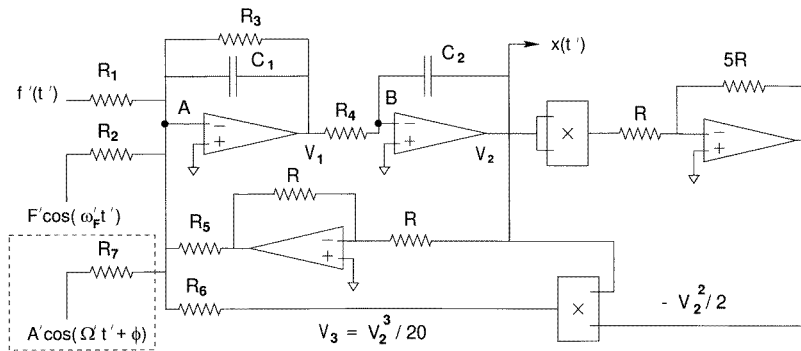 R3
C1
C2
x(t')
5R
R1
f'(t')
A
R4
B
R
R2
V1
V2
×
F'cos(ω'F t')
R
R5
R
R7
R6
×
- V2^2/2
A'cos(Ω' t' + ϕ)
V3 = V2^3/20